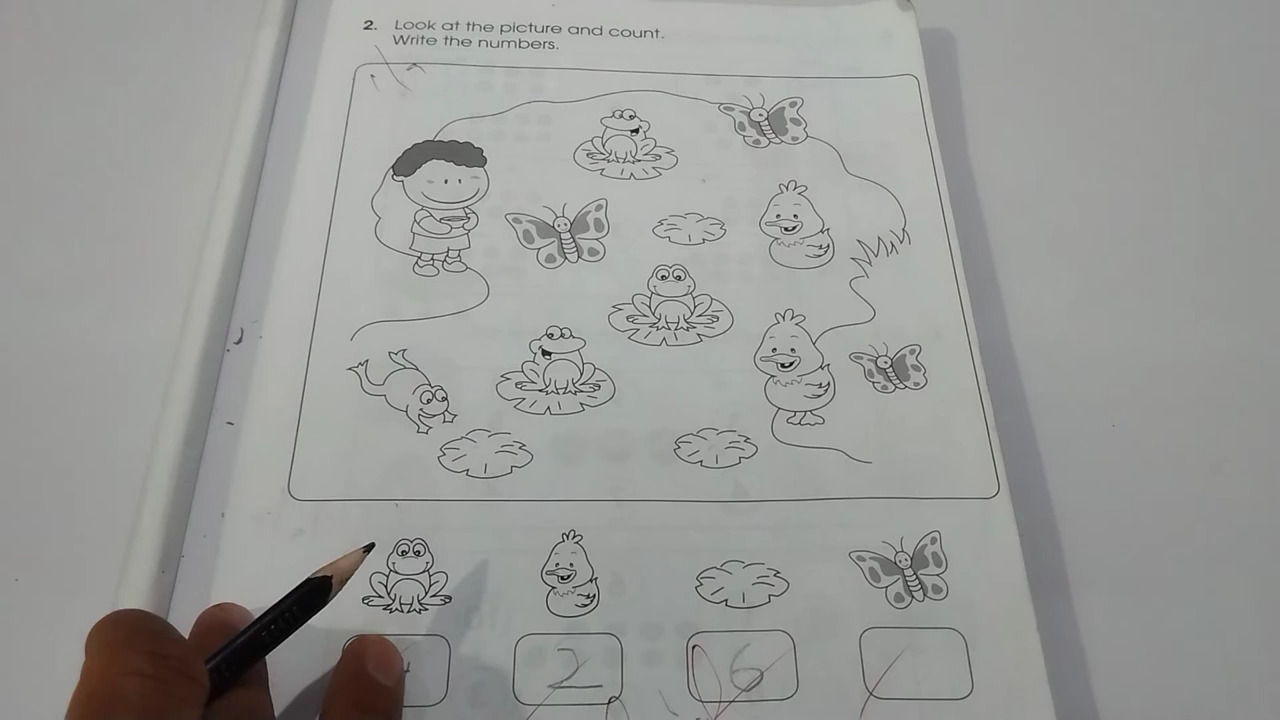 2. Look at the picture and count.
Write the numbers.
2 6